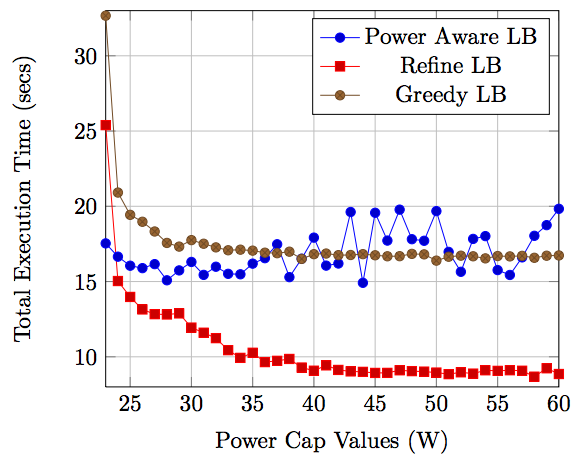 Power Aware LB
Refine LB
Greedy LB
Total Execution Time (secs)
30
25
20
15
10
25 30 35 40 45 50 55 60
Power Cap Values (W)